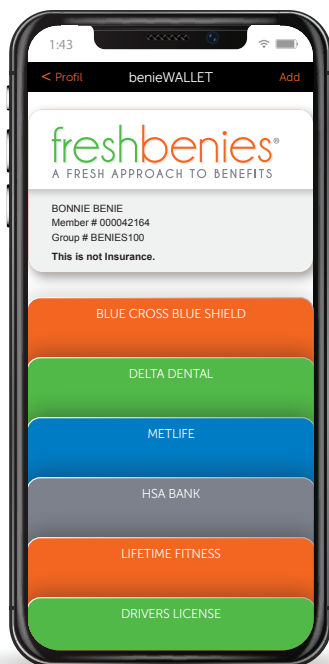 1:43
< Profil benieWALLET Add
freshbenies®
A FRESH APPROACH TO BENEFITS
BONNIE BENIE
Member # 000042164
Group # BENIES100
This is not Insurance.
BLUE CROSS BLUE SHIELD
DELTA DENTAL
METLIFE
HSA BANK
LIFETIME FITNESS
DRIVERS LICENSE